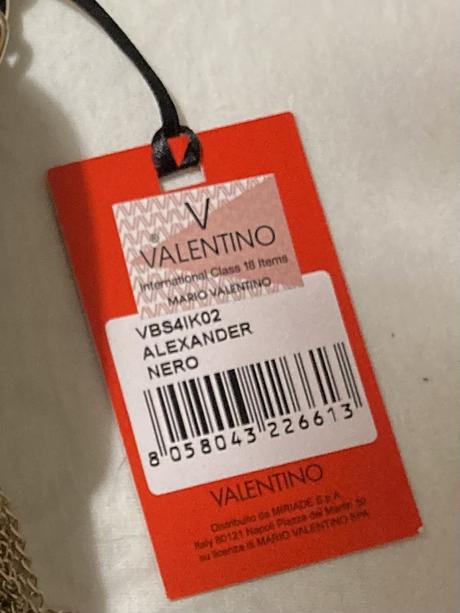 V
VALENTINO
International Class 18 Items
MARIO VALENTINO
VBS4IK02
ALEXANDER
NERO
8 058043 226613
VALENTINO
Distribuito da MIRIADE S.p.A.
Italy 80121 Napoli Piazza dei Martiri 30
su licenza di MARIO VALENTINO SPA